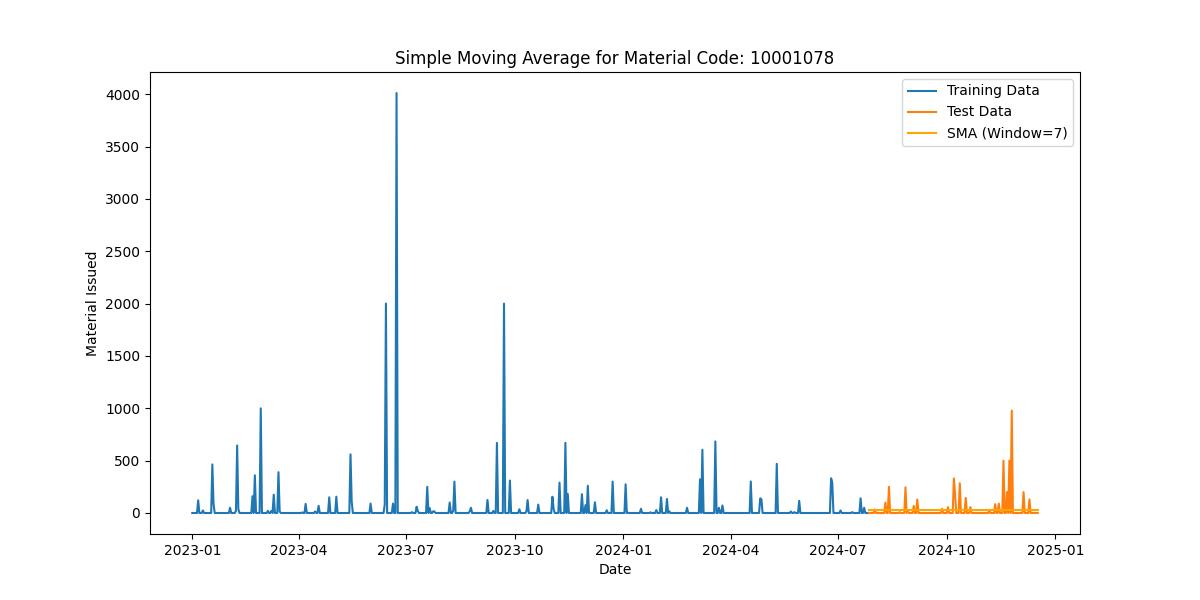 Simple Moving Average for Material Code: 10001078
Training Data
Test Data
SMA (Window=7)
4000
3500
3000
2500
2000
1500
1000
500
0
Material Issued
2023-01 2023-04 2023-07 2023-10 2024-01 2024-04 2024-07 2024-10 2025-01
Date